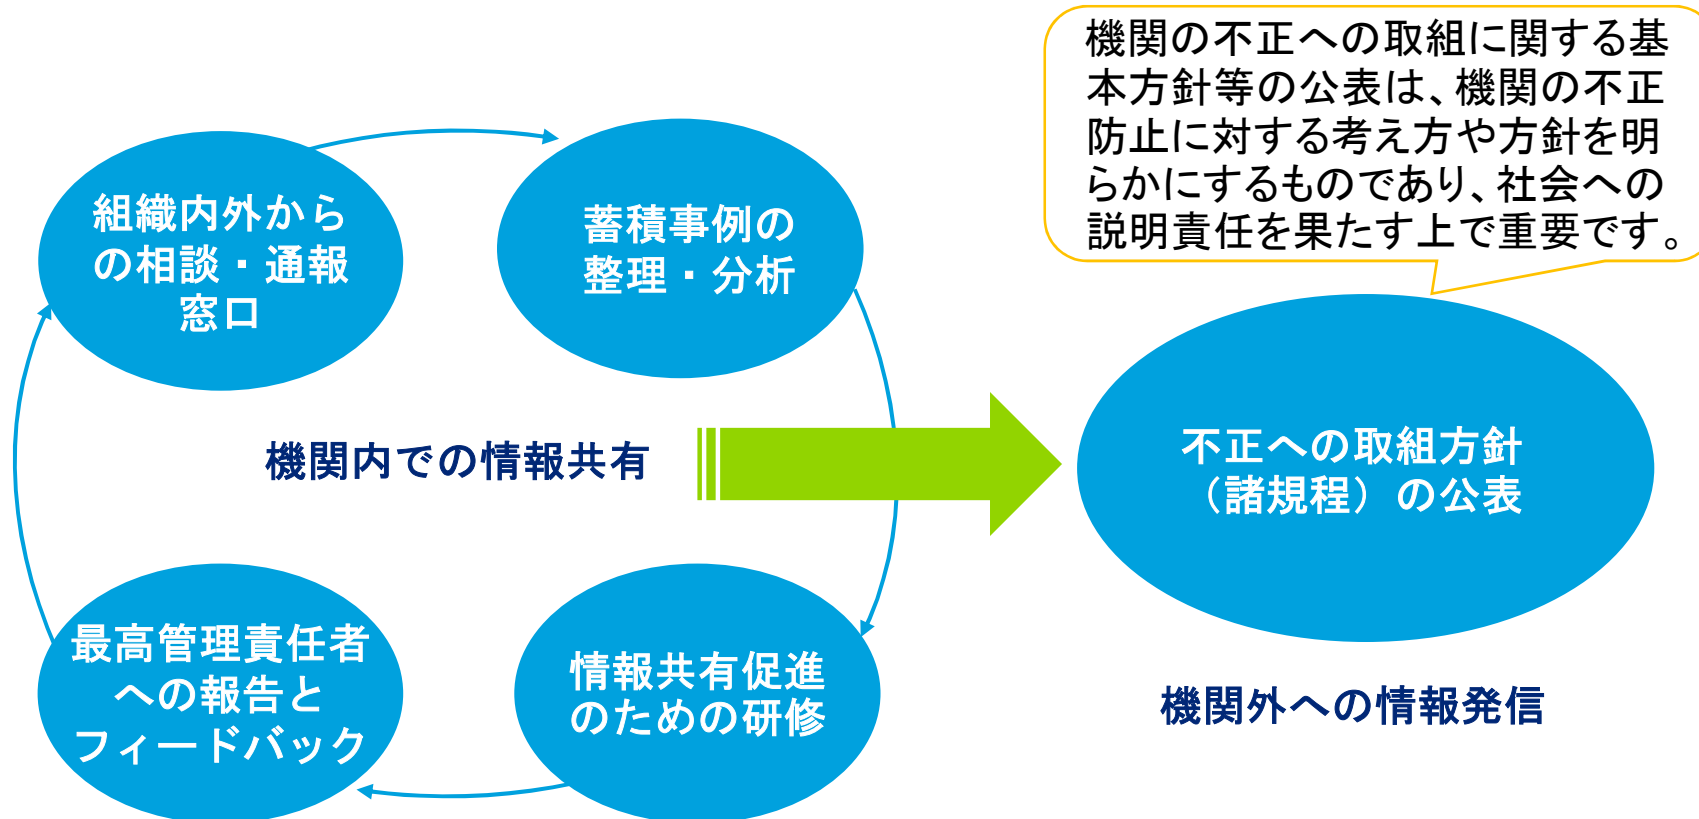 機関の不正への取組に関する基
本方針等の公表は、機関の不正
防止に対する考え方や方針を明
らかにするものであり、社会への
説明責任を果たす上で重要です。
組織内外から
の相談・通報
窓口
蓄積事例の
整理・分析
機関内での情報共有
不正への取組方針
（諸規程）の公表
最高管理責任者
への報告と
フィードバック
情報共有促進
のための研修
機関外への情報発信